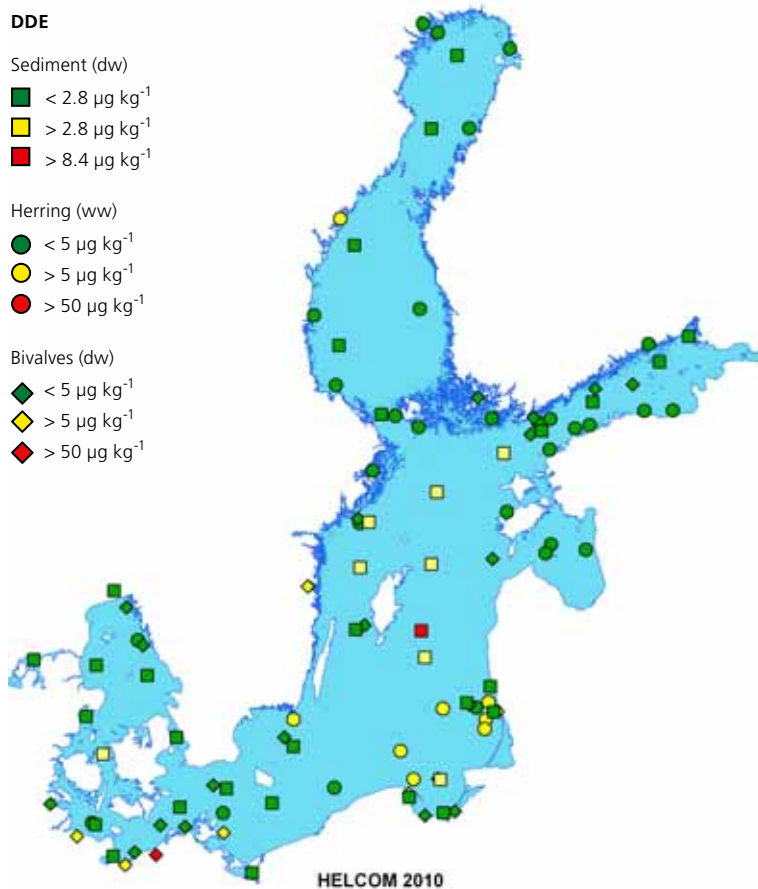 DDE
Sediment (dw)
< 2.8 µg kg⁻¹
> 2.8 µg kg⁻¹
> 8.4 µg kg⁻¹
Herring (ww)
< 5 µg kg⁻¹
> 5 µg kg⁻¹
> 50 µg kg⁻¹
Bivalves (dw)
< 5 µg kg⁻¹
> 5 µg kg⁻¹
> 50 µg kg⁻¹
HELCOM 2010